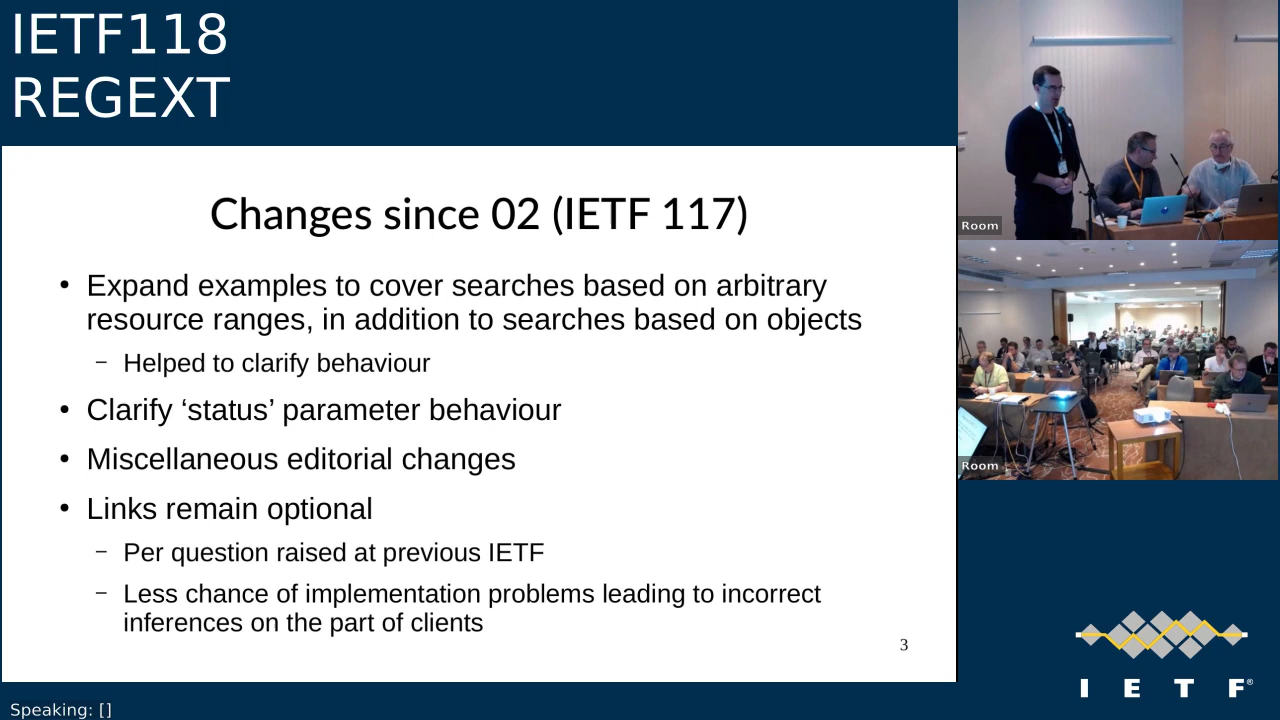 IETF118
REGEXT
Changes since 02 (IETF 117)
• Expand examples to cover searches based on arbitrary
resource ranges, in addition to searches based on objects
– Helped to clarify behaviour
• Clarify ‘status’ parameter behaviour
• Miscellaneous editorial changes
• Links remain optional
– Per question raised at previous IETF
– Less chance of implementation problems leading to incorrect
inferences on the part of clients
3
Room
Room
I E T F®
Speaking: []